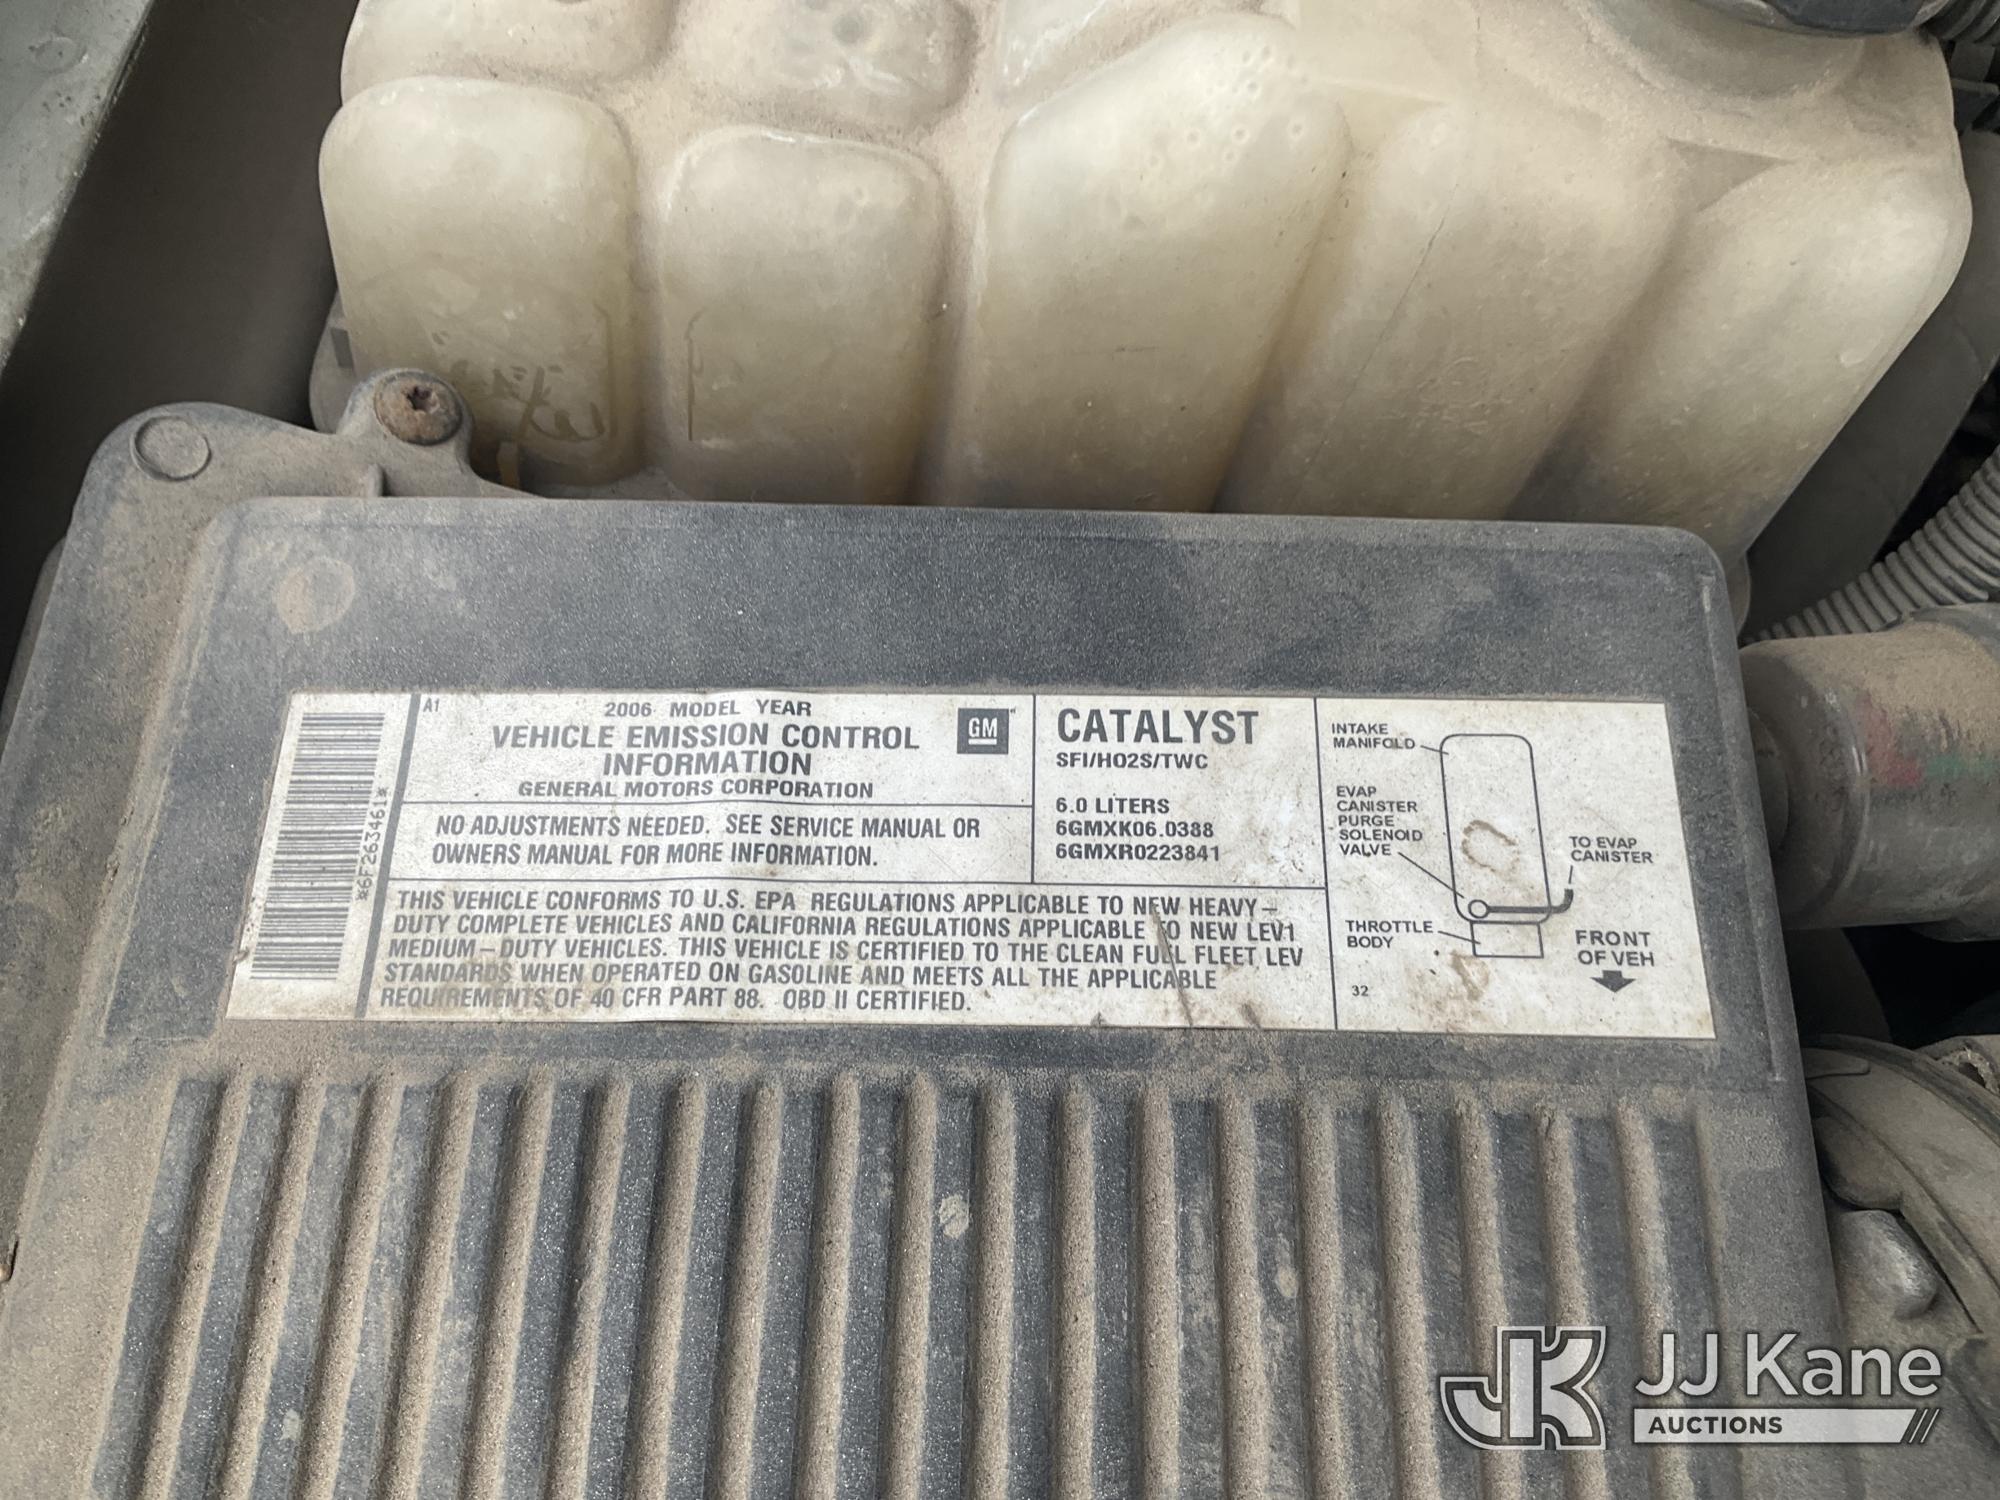 *6F263461*
A1
2006 MODEL YEAR
VEHICLE EMISSION CONTROL
INFORMATION
GENERAL MOTORS CORPORATION
GM
NO ADJUSTMENTS NEEDED. SEE SERVICE MANUAL OR
OWNERS MANUAL FOR MORE INFORMATION.
CATALYST
SFI/HO2S/TWC
6.0 LITERS
6GMXK06.0388
6GMXR0223841
THIS VEHICLE CONFORMS TO U.S. EPA REGULATIONS APPLICABLE TO NEW HEAVY-
DUTY COMPLETE VEHICLES AND CALIFORNIA REGULATIONS APPLICABLE TO NEW LEV1
MEDIUM-DUTY VEHICLES. THIS VEHICLE IS CERTIFIED TO THE CLEAN FUEL FLEET LEV
STANDARDS WHEN OPERATED ON GASOLINE AND MEETS ALL THE APPLICABLE
REQUIREMENTS OF 40 CFR PART 88. OBD II CERTIFIED.
INTAKE
MANIFOLD
EVAP
CANISTER
PURGE
SOLENOID
VALVE
TO EVAP
CANISTER
THROTTLE
BODY
FRONT
OF VEH
32
JK
JJ Kane
AUCTIONS